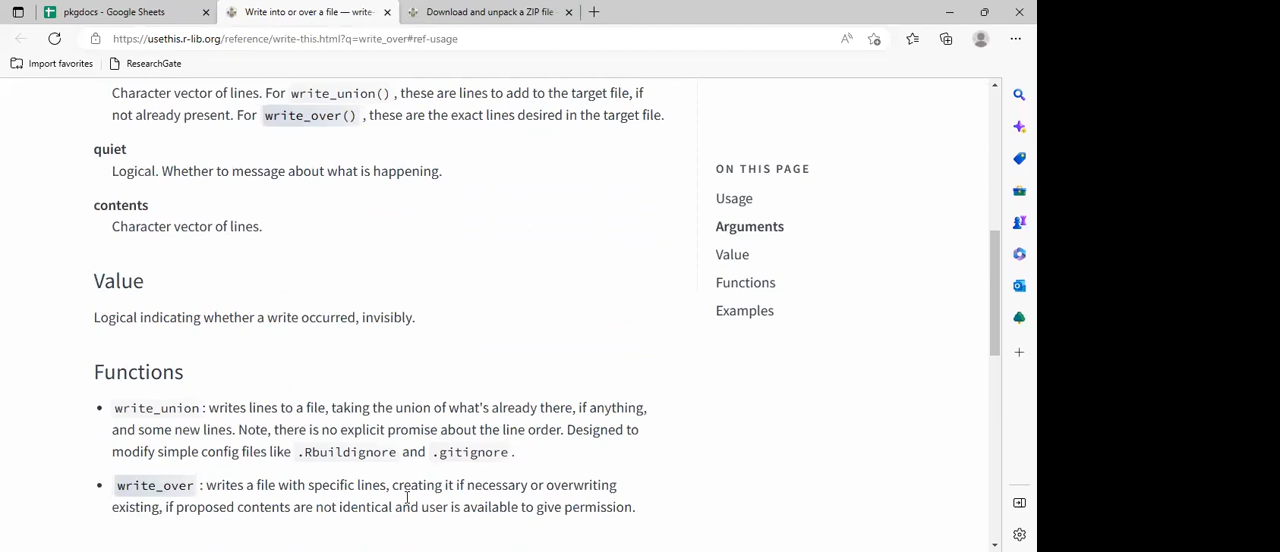 pkgdocs - Google Sheets
Write into or over a file — write-
Download and unpack a ZIP file
https://usethis.r-lib.org/reference/write-this.html?q=write_over#ref-usage
Import favorites
ResearchGate
Character vector of lines. For write_union(), these are lines to add to the target file, if
not already present. For write_over(), these are the exact lines desired in the target file.
quiet
Logical. Whether to message about what is happening.
contents
Character vector of lines.
Value
Logical indicating whether a write occurred, invisibly.
Functions
• write_union: writes lines to a file, taking the union of what's already there, if anything,
and some new lines. Note, there is no explicit promise about the line order. Designed to
modify simple config files like .Rbuildignore and .gitignore.
• write_over: writes a file with specific lines, creating it if necessary or overwriting
existing, if proposed contents are not identical and user is available to give permission.
ON THIS PAGE
Usage
Arguments
Value
Functions
Examples